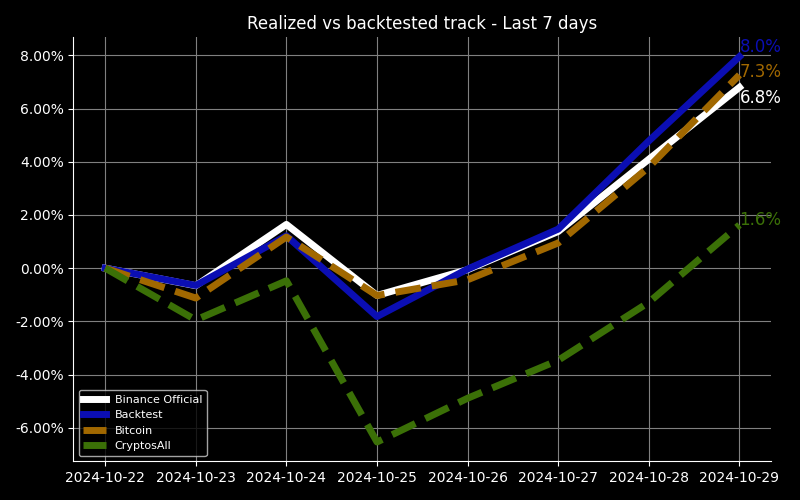 Realized vs backtested track - Last 7 days
8.00%
6.00%
4.00%
2.00%
0.00%
-2.00%
-4.00%
-6.00%
8.0%
7.3%
6.8%
1.6%
Binance Official
Backtest
Bitcoin
CryptosAll
2024-10-22 2024-10-23 2024-10-24 2024-10-25 2024-10-26 2024-10-27 2024-10-28 2024-10-29